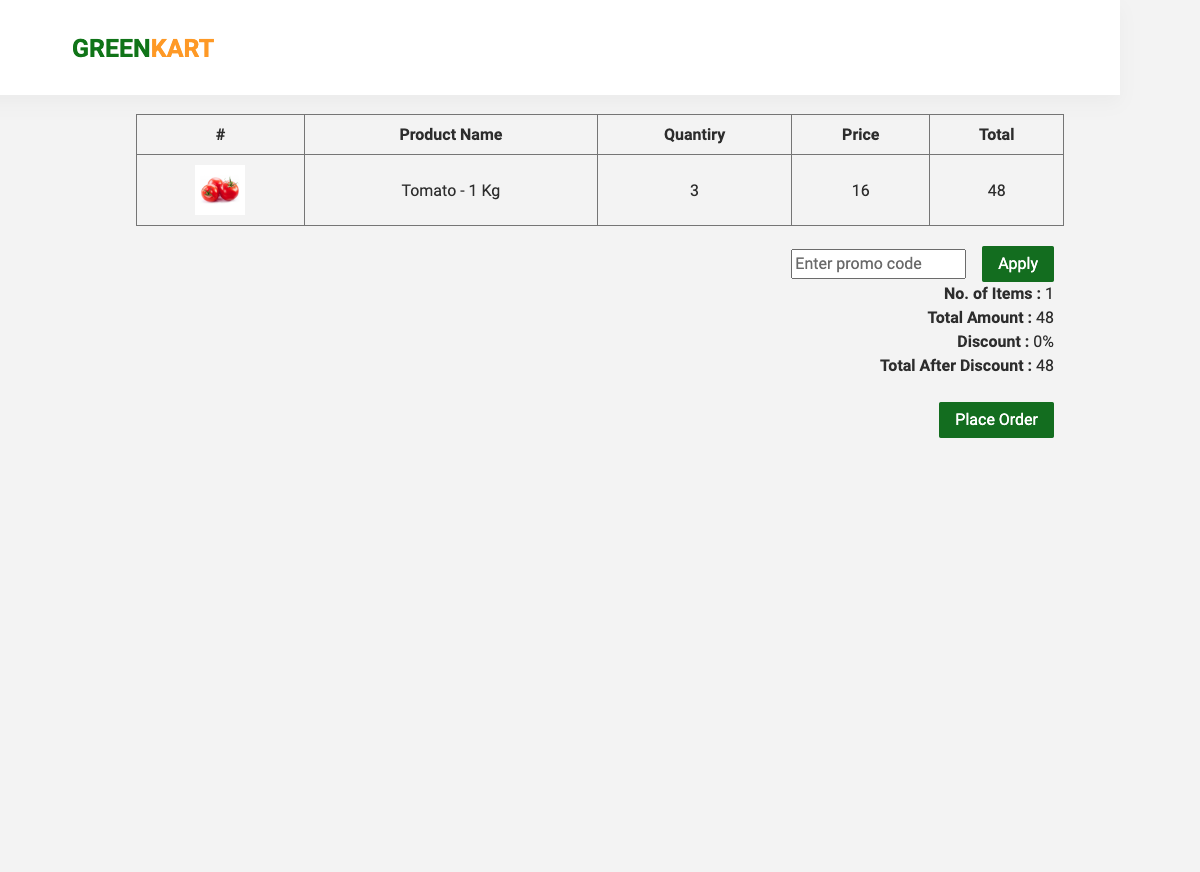 GREENKART
# Product Name Quantiry Price Total
Tomato - 1 Kg 3 16 48
Enter promo code Apply
No. of Items : 1
Total Amount : 48
Discount : 0%
Total After Discount : 48
Place Order